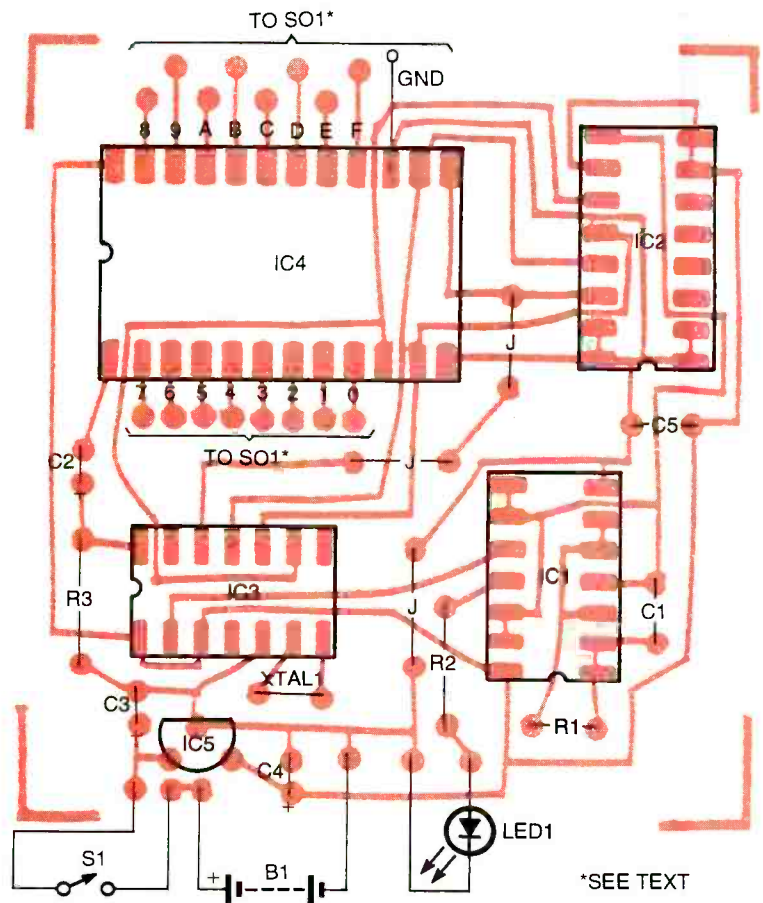 TO SO1*
GND
8 9 A B C D E F
IC4
IC2
J
7 6 5 4 3 2 1 0
TO SO1*
C2
J
C5
IC3
IC1
R3
J
C1
R2
XTAL1
C3
IC5
R1
C4
+
+
LED1
S1
+
B1
*SEE TEXT